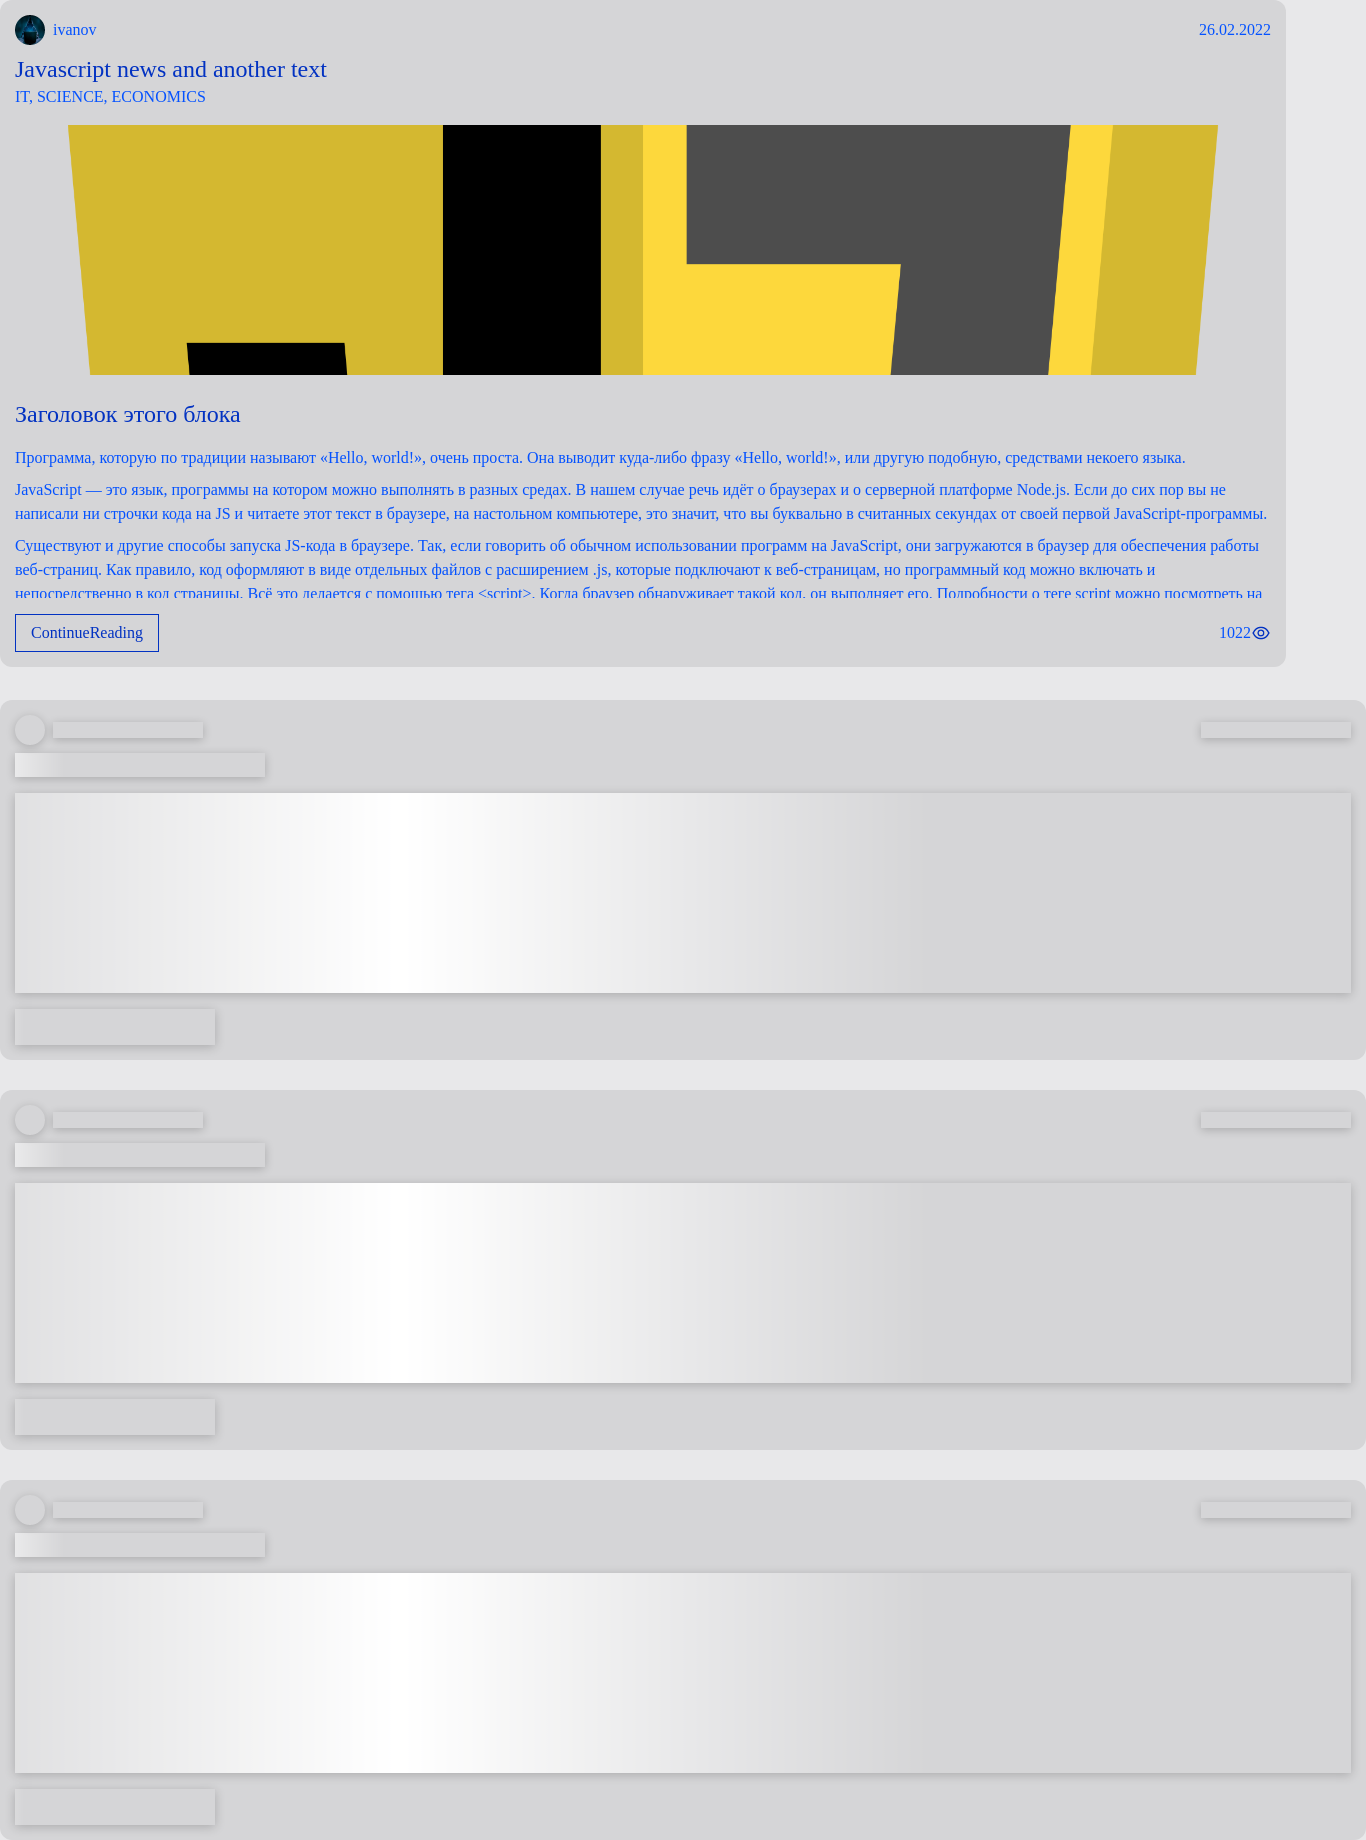 ivanov
26.02.2022
Javascript news and another text
IT, SCIENCE, ECONOMICS
Заголовок этого блока
Программа, которую по традиции называют «Hello, world!», очень проста. Она выводит куда-либо фразу «Hello, world!», или другую подобную, средствами некоего языка.
JavaScript — это язык, программы на котором можно выполнять в разных средах. В нашем случае речь идёт о браузерах и о серверной платформе Node.js. Если до сих пор вы не
написали ни строчки кода на JS и читаете этот текст в браузере, на настольном компьютере, это значит, что вы буквально в считанных секундах от своей первой JavaScript-программы.
Существуют и другие способы запуска JS-кода в браузере. Так, если говорить об обычном использовании программ на JavaScript, они загружаются в браузер для обеспечения работы
веб-страниц. Как правило, код оформляют в виде отдельных файлов с расширением .js, которые подключают к веб-страницам, но программный код можно включать и
непосредственно в код страницы. Всё это делается с помощью тега <script>. Когда браузер обнаруживает такой код, он выполняет его. Подробности о теге script можно посмотреть на
ContinueReading
1022